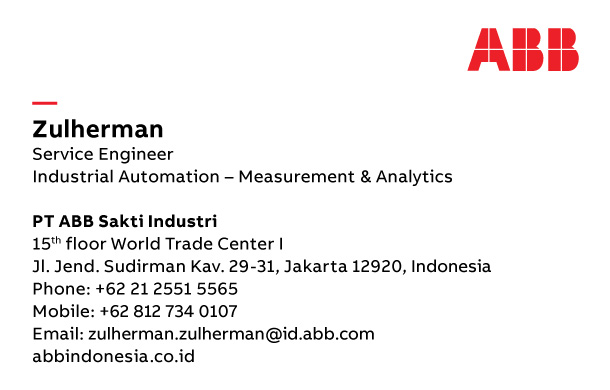 ABB
Zulherman
Service Engineer
Industrial Automation – Measurement & Analytics
PT ABB Sakti Industri
15th floor World Trade Center I
Jl. Jend. Sudirman Kav. 29-31, Jakarta 12920, Indonesia
Phone: +62 21 2551 5565
Mobile: +62 812 734 0107
Email: zulherman.zulherman@id.abb.com
abbindonesia.co.id